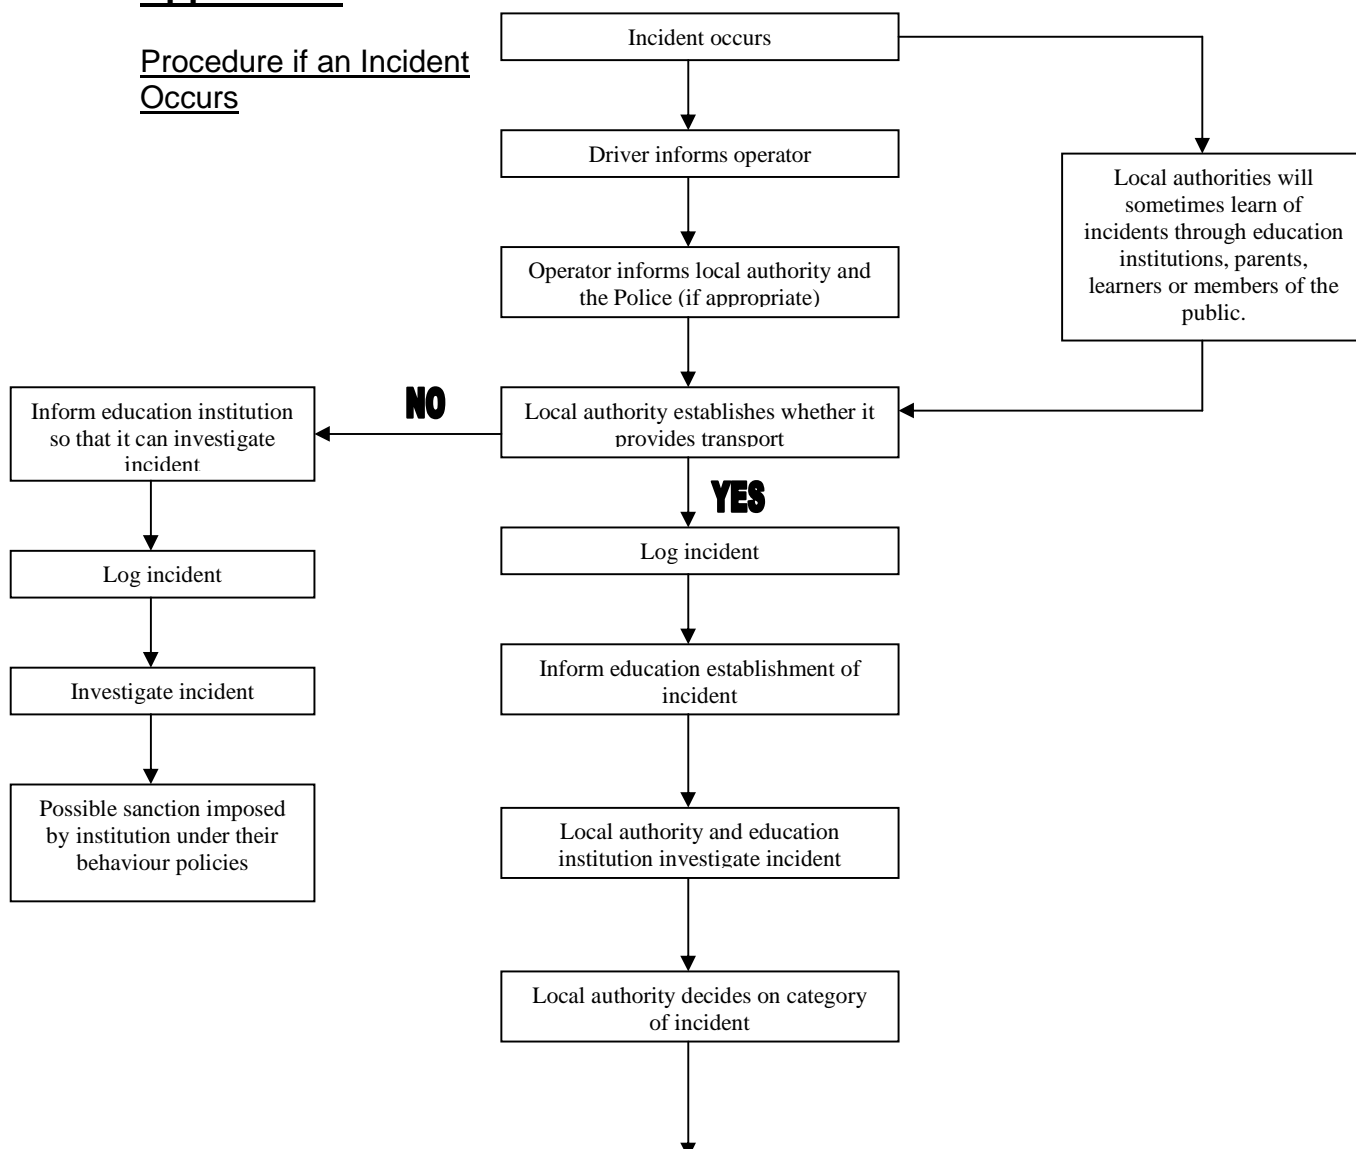 Procedure if an Incident
Occurs
Incident occurs
Driver informs operator
Local authorities will
sometimes learn of
incidents through education
institutions, parents,
learners or members of the
public.
Operator informs local authority and
the Police (if appropriate)
Local authority establishes whether it
provides transport
NO
Inform education institution
so that it can investigate
incident
YES
Log incident
Log incident
Investigate incident
Inform education establishment of
incident
Possible sanction imposed
by institution under their
behaviour policies
Local authority and education
institution investigate incident
Local authority decides on category
of incident